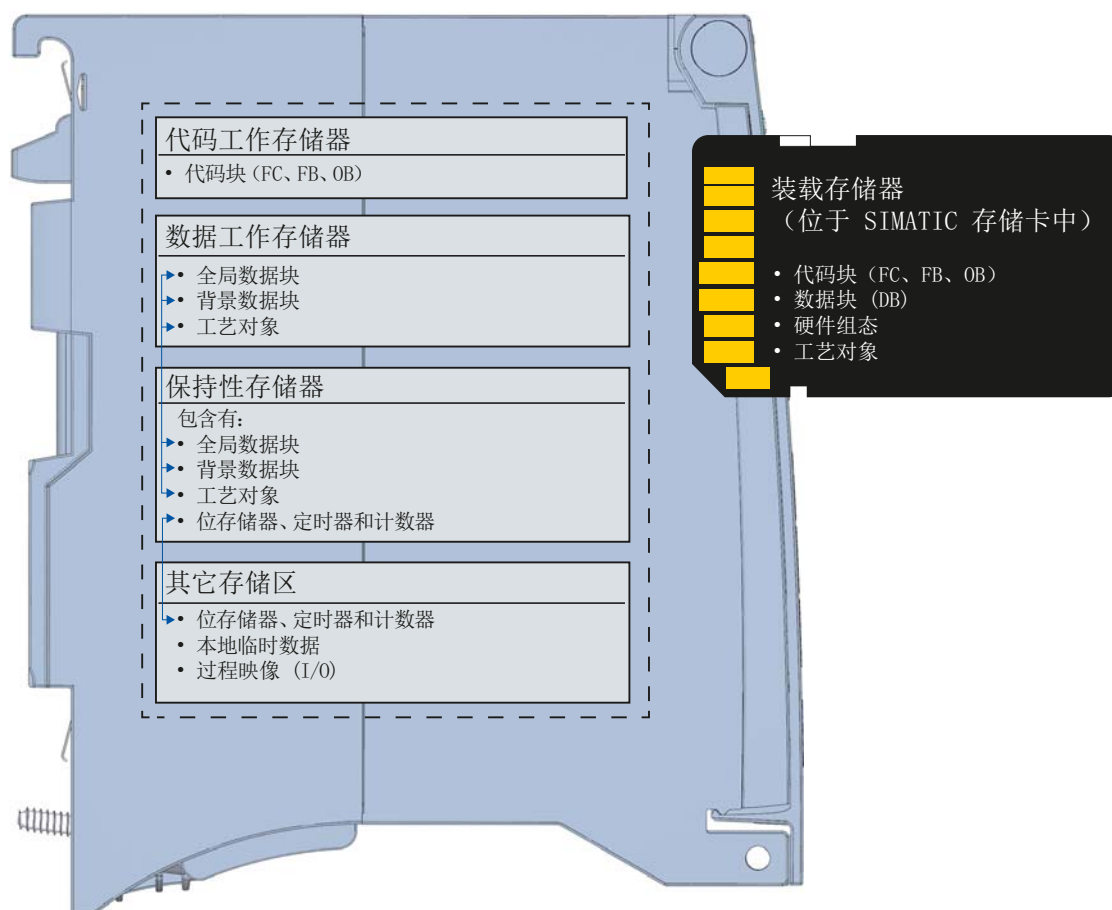 代码工作存储器
• 代码块(FC、FB、OB)
数据工作存储器
• 全局数据块
• 背景数据块
• 工艺对象
保持性存储器
包含有:
• 全局数据块
• 背景数据块
• 工艺对象
• 位存储器、定时器和计数器
其它存储区
• 位存储器、定时器和计数器
• 本地临时数据
• 过程映像 (I/O)
装载存储器
(位于 SIMATIC 存储卡中)
• 代码块(FC、FB、OB)
• 数据块 (DB)
• 硬件组态
• 工艺对象